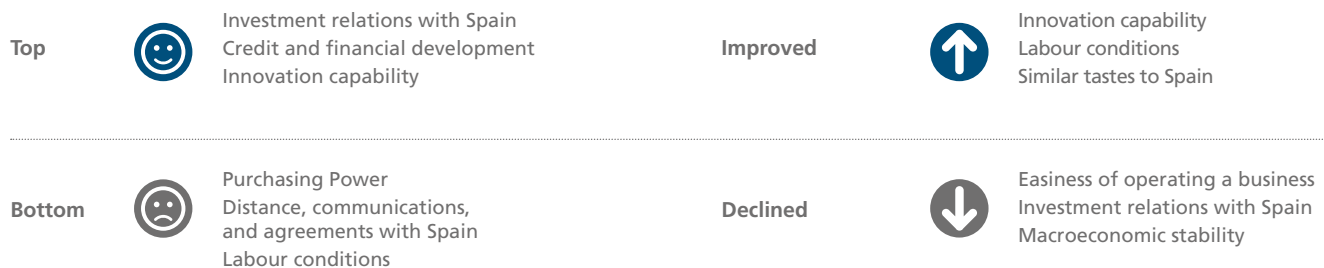 Top
Investment relations with Spain
Credit and financial development
Innovation capability
Improved
Innovation capability
Labour conditions
Similar tastes to Spain
Bottom
Purchasing Power
Distance, communications,
and agreements with Spain
Labour conditions
Declined
Easiness of operating a business
Investment relations with Spain
Macroeconomic stability